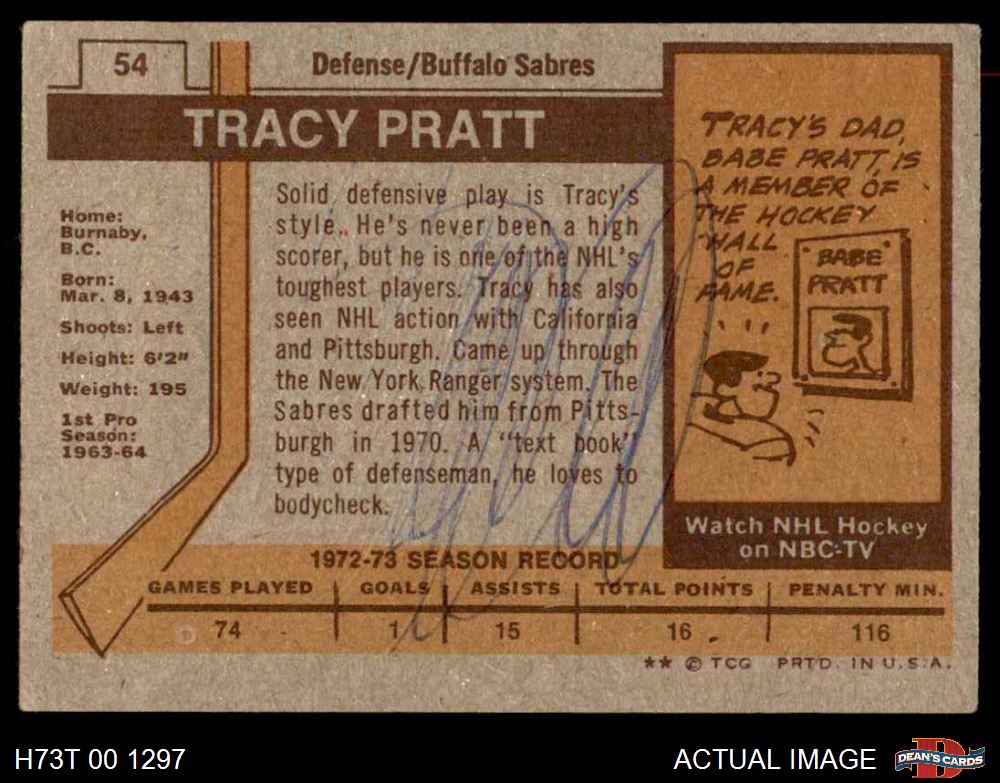 54
Defense/Buffalo Sabres
TRACY PRATT
Home:
Burnaby,
B.C.
Born:
Mar. 8, 1943
Shoots: Left
Height: 6'2"
Weight: 195
1st Pro
Season:
1963-64
Solid defensive play is Tracy's
style. He's never been a high
scorer, but he is one of the NHL's
toughest players. Tracy has also
seen NHL action with California
and Pittsburgh. Came up through
the New York Ranger system. The
Sabres drafted him from Pitts-
burgh in 1970. A "text book"
type of defenseman, he loves to
bodycheck.
TRACY'S DAD,
BABE PRATT, IS
A MEMBER OF
THE HOCKEY
HALL
OF
FAME.
BABE
PRATT
Watch NHL Hockey
on NBC-TV
1972-73 SEASON RECORD
GAMES PLAYED GOALS ASSISTS TOTAL POINTS PENALTY MIN.
74 1 15 16 116
** © TCG PRTD. IN U.S.A.
H73T 00 1297
ACTUAL IMAGE
D
DEAN'S CARDS